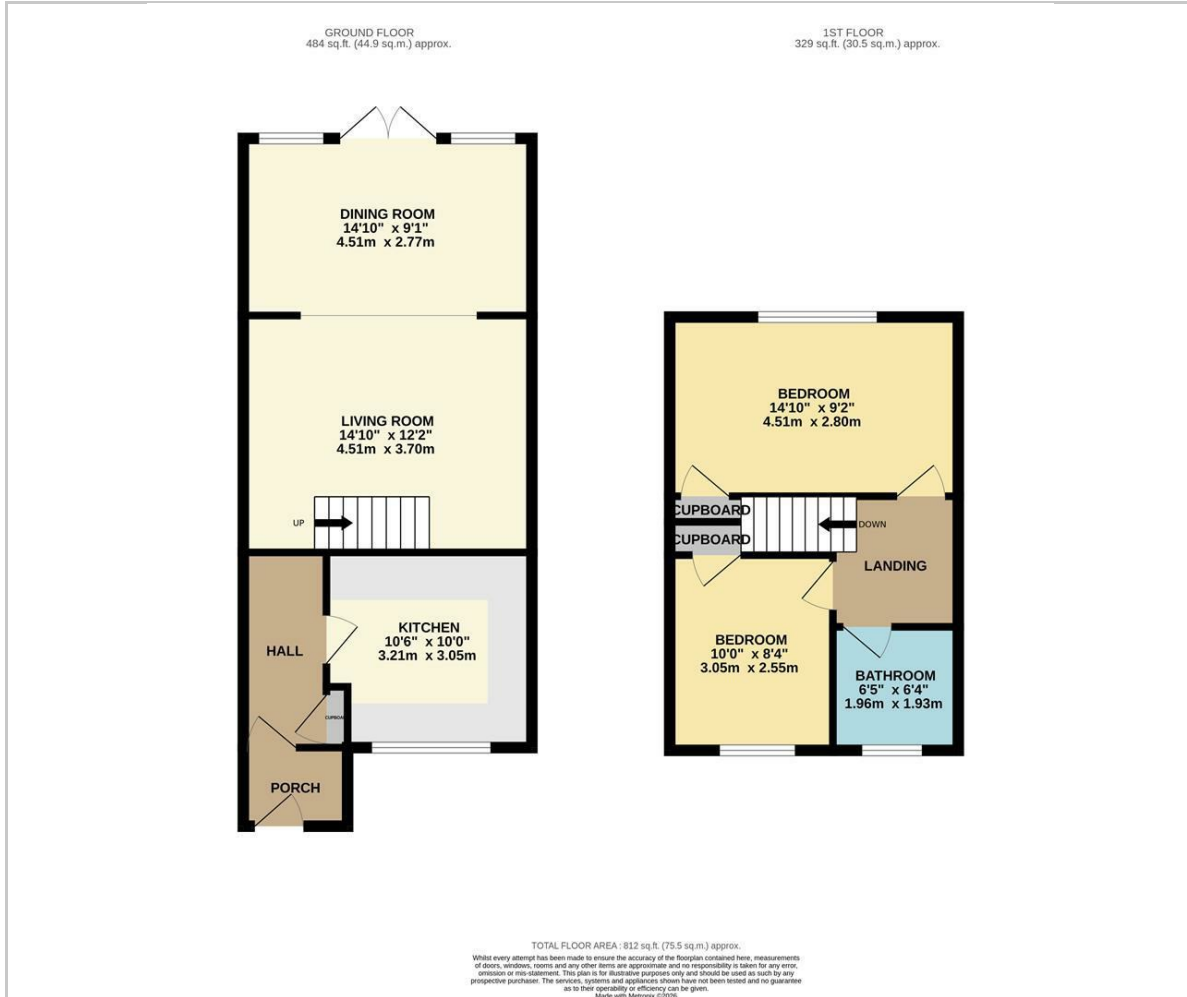 GROUND FLOOR
484 sq.ft. (44.9 sq.m.) approx.
1ST FLOOR
329 sq.ft. (30.5 sq.m.) approx.
DINING ROOM
14'10" x 9'1"
4.51m x 2.77m
LIVING ROOM
14'10" x 12'2"
4.51m x 3.70m
UP
HALL
KITCHEN
10'6" x 10'0"
3.21m x 3.05m
CUPBOARD
PORCH
BEDROOM
14'10" x 9'2"
4.51m x 2.80m
CUPBOARD
CUPBOARD
DOWN
LANDING
BEDROOM
10'0" x 8'4"
3.05m x 2.55m
BATHROOM
6'5" x 6'4"
1.96m x 1.93m
TOTAL FLOOR AREA : 812 sq.ft. (75.5 sq.m.) approx.
Whilst every attempt has been made to ensure the accuracy of the floorplan contained here, measurements
of doors, windows, rooms and any other items are approximate and no responsibility is taken for any error,
omission or mis-statement. This plan is for illustrative purposes only and should be used as such by any
prospective purchaser. The services, systems and appliances shown have not been tested and no guarantee
as to their operability or efficiency can be given.
Made with Metropix ©2026